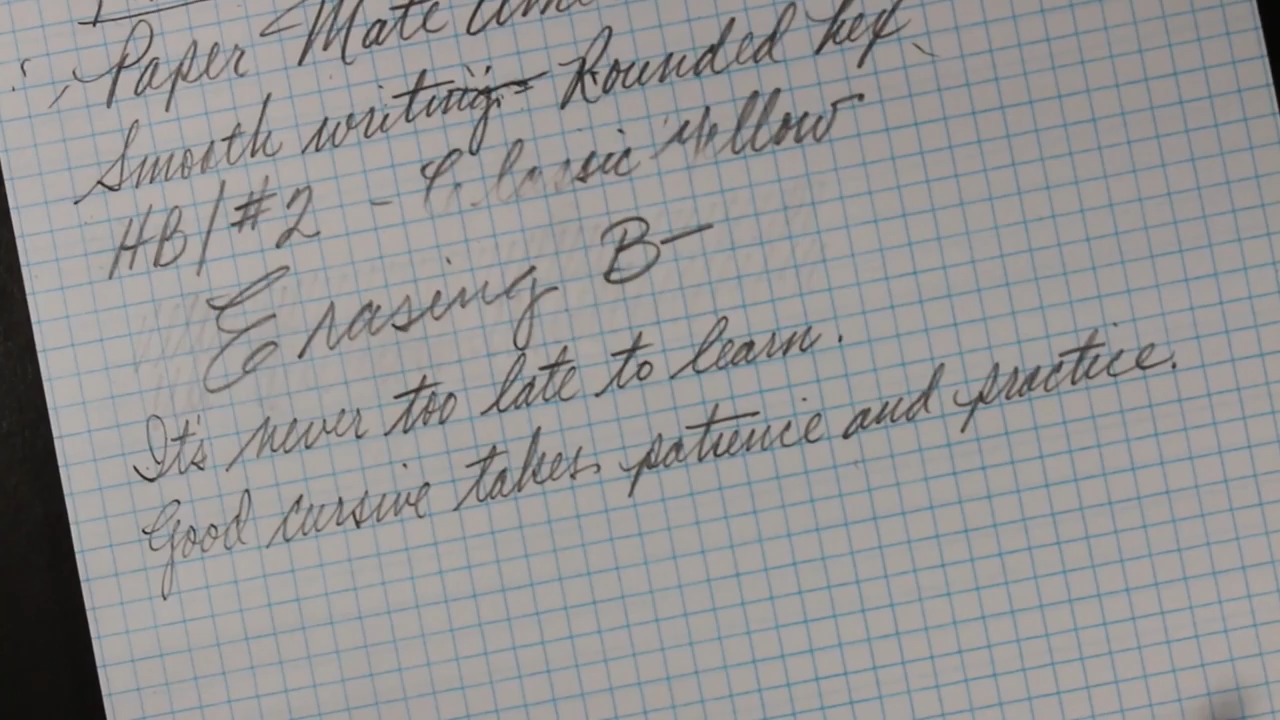 Paper Mate
Smooth writing - Rounded hex
HB/#2 - Classic Yellow
Erasing B-
It's never too late to learn.
Good cursive takes patience and practice.